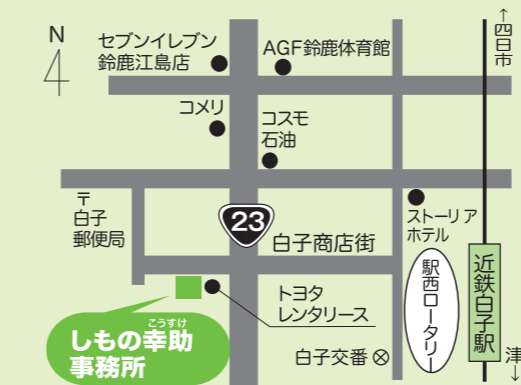 N
セブンイレブン
鈴鹿江島店
AGF鈴鹿体育館
↑四日市
コメリ
コスモ
石油
〒
白子
郵便局
23
白子商店街
ストーリア
ホテル
駅西ロータリー
近鉄白子駅
トヨタ
レンタリース
こうすけ
しもの幸助
事務所
白子交番
津↓